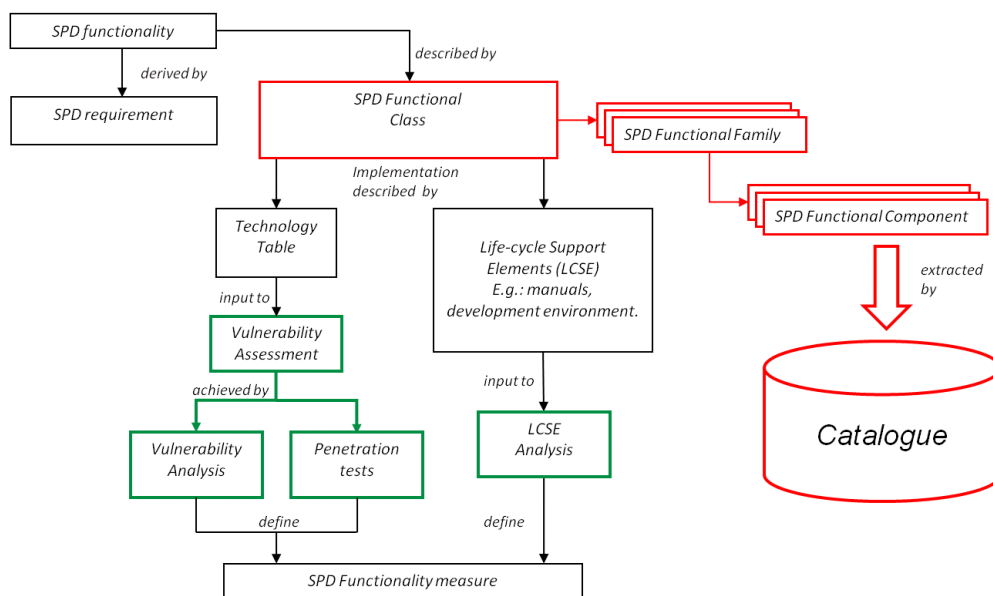 SPD functionality
described by
derived by
SPD requirement
SPD Functional
Class
SPD Functional Family
Implementation
described by
SPD Functional Component
Technology
Table
Life-cycle Support
Elements (LCSE)
E.g.: manuals,
development environment.
extracted
by
input to
Vulnerability
Assessment
achieved by
input to
Vulnerability
Analysis
Penetration
tests
LCSE
Analysis
Catalogue
define
define
SPD Functionality measure